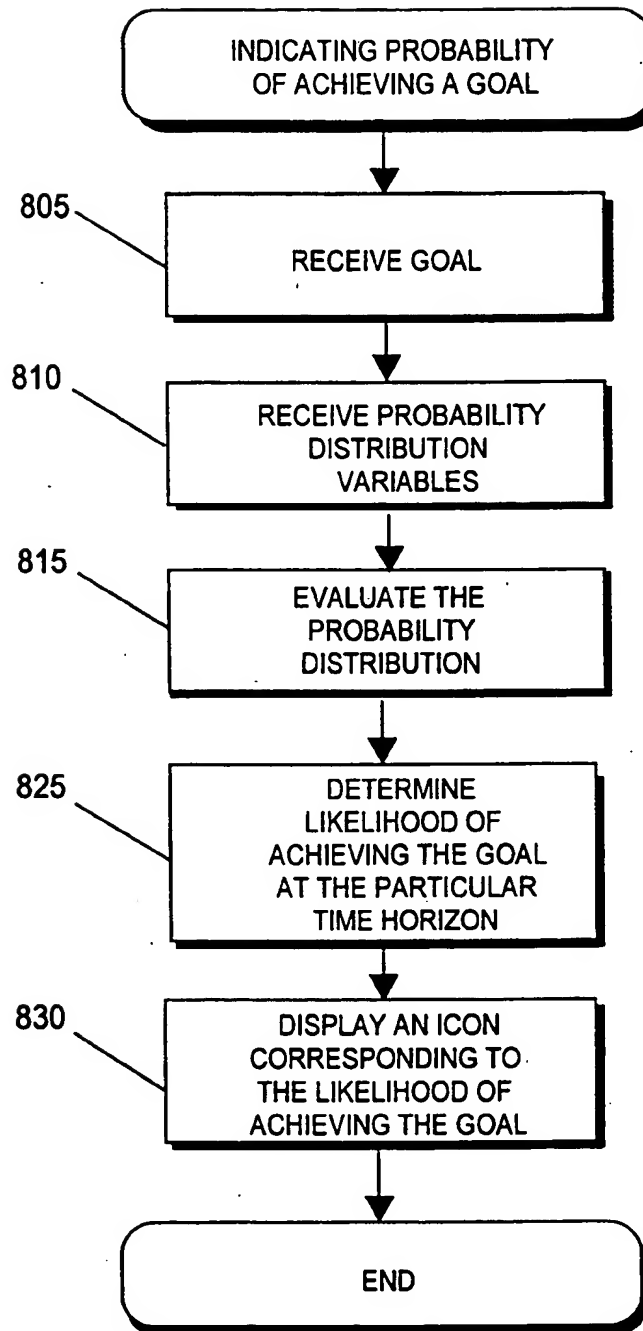 INDICATING PROBABILITY
OF ACHIEVING A GOAL
805
RECEIVE GOAL
810
RECEIVE PROBABILITY
DISTRIBUTION
VARIABLES
815
EVALUATE THE
PROBABILITY
DISTRIBUTION
825
DETERMINE
LIKELIHOOD OF
ACHIEVING THE GOAL
AT THE PARTICULAR
TIME HORIZON
830
DISPLAY AN ICON
CORRESPONDING TO
THE LIKELIHOOD OF
ACHIEVING THE GOAL
END